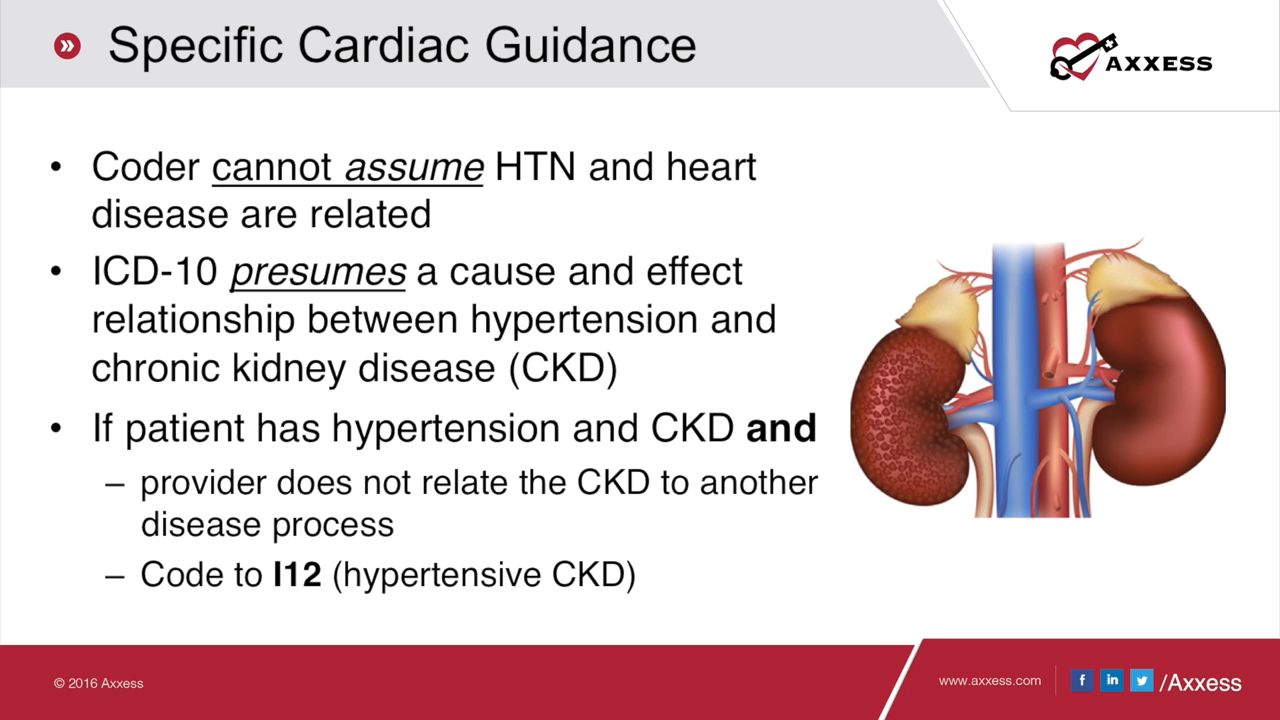 Specific Cardiac Guidance
AXXESS
• Coder cannot assume HTN and heart
disease are related
• ICD-10 presumes a cause and effect
relationship between hypertension and
chronic kidney disease (CKD)
• If patient has hypertension and CKD and
– provider does not relate the CKD to another
disease process
– Code to I12 (hypertensive CKD)
© 2016 Axxess
www.axxess.com
/Axxess